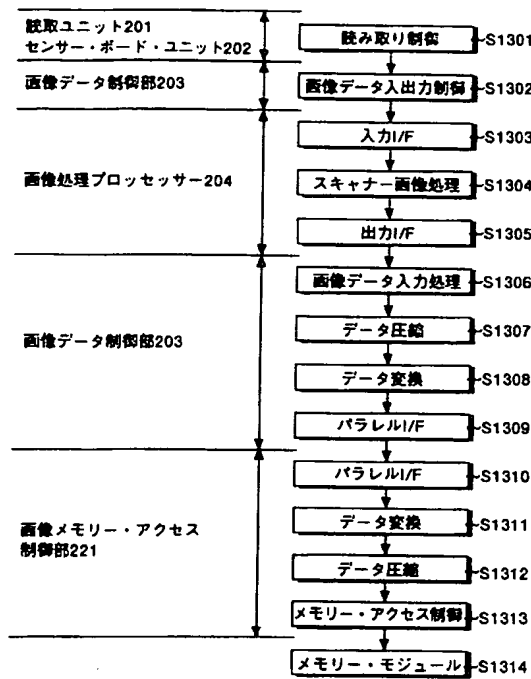 読取ユニット201
センサー・ボード・ユニット202
読み取り制御 S1301
画像データ制御部203
画像データ入出力制御 S1302
入力I/F S1303
画像処理プロッセッサー204
スキャナー画像処理 S1304
出力I/F S1305
画像データ入力処理 S1306
データ圧縮 S1307
画像データ制御部203
データ変換 S1308
パラレルI/F S1309
パラレルI/F S1310
画像メモリー・アクセス
制御部221
データ変換 S1311
データ圧縮 S1312
メモリー・アクセス制御 S1313
メモリー・モジュール S1314